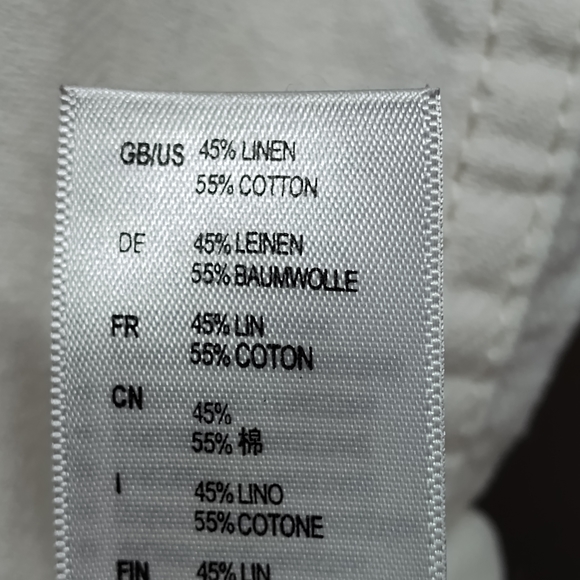 GB/US 45% LINEN
55% COTTON
DE 45% LEINEN
55% BAUMWOLLE
FR 45% LIN
55% COTON
CN 45%
55% 棉
I 45% LINO
55% COTONE
FIN 45% LIN